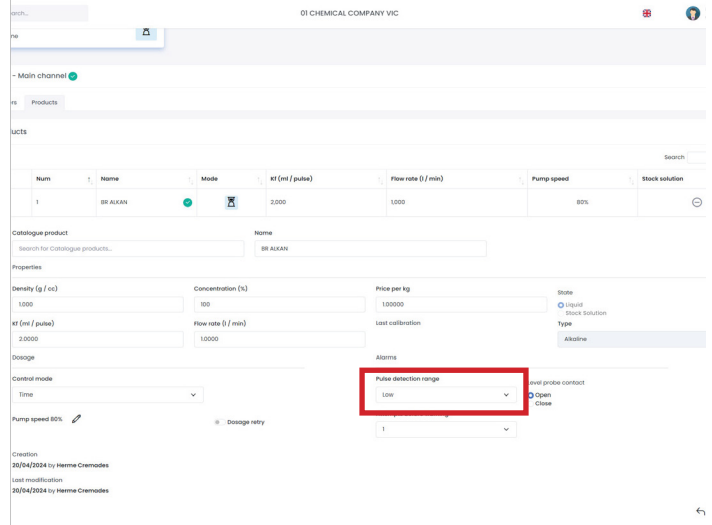 arch...
01 CHEMICAL COMPANY VIC
ne
- Main channel
rs Products
ucts
Search
Num Name Mode Kf (ml / pulse) Flow rate (l / min) Pump speed Stock solution
1 BR ALKAN 2,000 1,000 80%
Catalogue product Name
Search for Catalogue products... BR ALKAN
Properties
Density (g / cc) Concentration (%) Price per kg State
1.000 100 1.00000 Liquid
Stock Solution
Kf (ml / pulse) Flow rate (l / min) Last calibration Type
2.0000 1.0000 Alkaline
Dosage Alarms
Control mode Pulse detection range Level probe contact
Time Low Open
Close
Pump speed 80% Dosage retry
1
Creation
20/04/2024 by Herme Cremades
Last modification
20/04/2024 by Herme Cremades